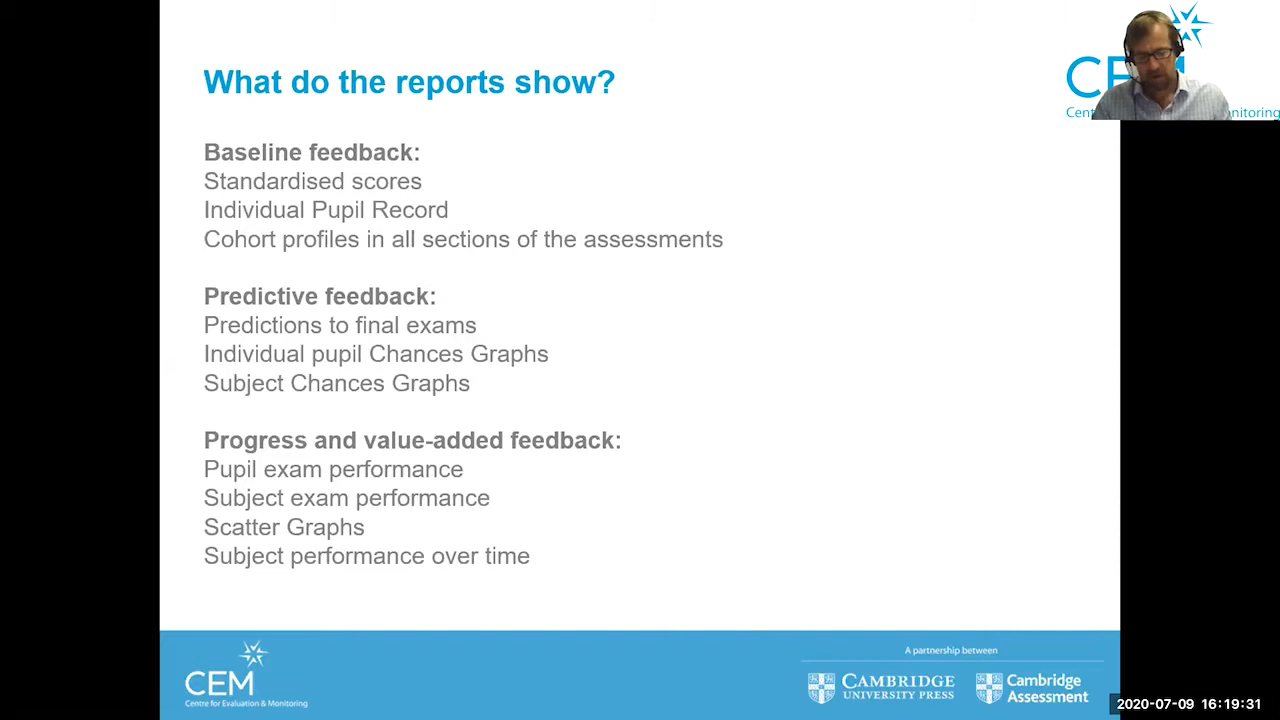 What do the reports show?
Baseline feedback:
Standardised scores
Individual Pupil Record
Cohort profiles in all sections of the assessments
Predictive feedback:
Predictions to final exams
Individual pupil Chances Graphs
Subject Chances Graphs
Progress and value-added feedback:
Pupil exam performance
Subject exam performance
Scatter Graphs
Subject performance over time
CEM
Centre for Evaluation & Monitoring
A partnership between
CAMBRIDGE
UNIVERSITY PRESS
Cambridge
Assessment
2020-07-09 16:19:31